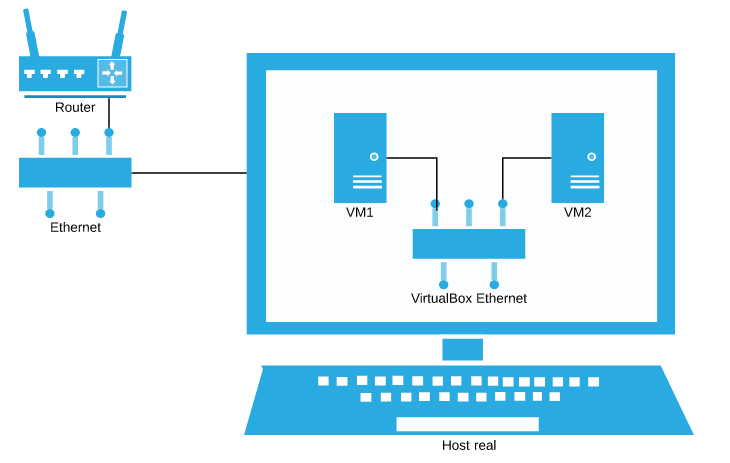 Router
Ethernet
VM1
VM2
VirtualBox Ethernet
Host real